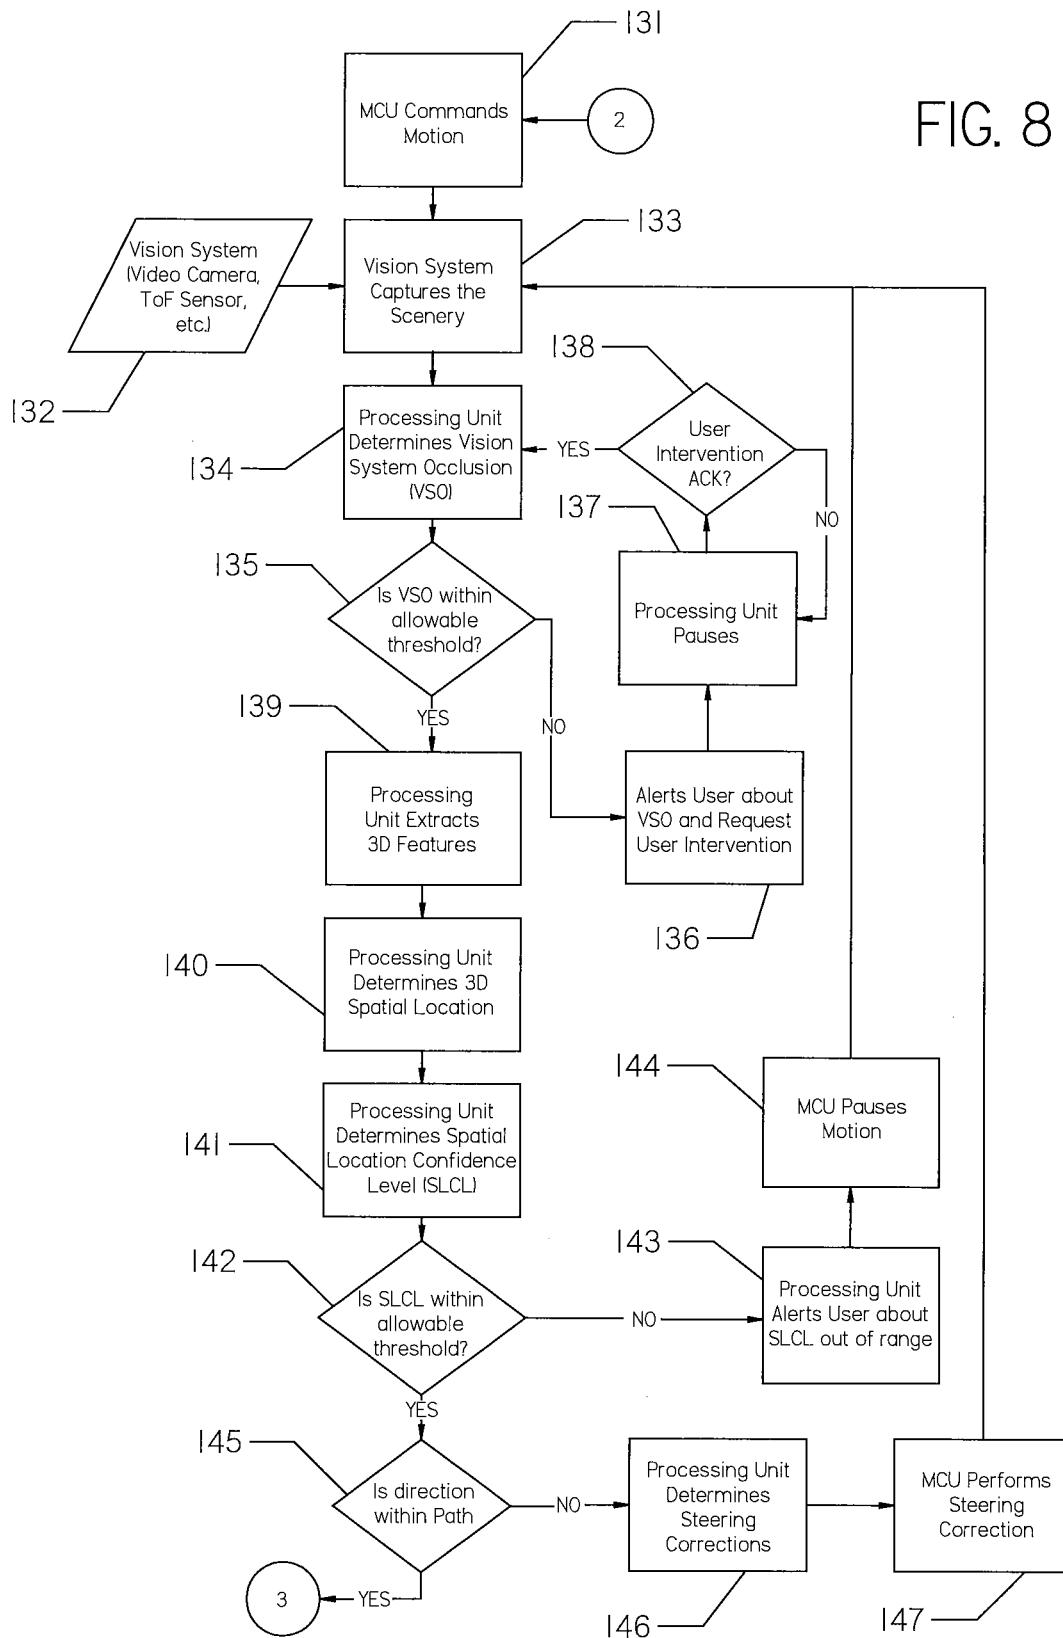 131
MCU Commands
Motion
2
FIG. 8
133
Vision System
(Video Camera,
ToF Sensor,
etc.)
132
Vision System
Captures the
Scenery
138
User
Intervention
ACK?
YES
NO
134
Processing Unit
Determines Vision
System Occlusion
(VSO)
137
Processing Unit
Pauses
135
Is VSO within
allowable
threshold?
YES
NO
139
Processing
Unit Extracts
3D Features
Alerts User about
VSO and Request
User Intervention
136
140
Processing Unit
Determines 3D
Spatial Location
144
MCU Pauses
Motion
141
Processing Unit
Determines Spatial
Location Confidence
Level (SLCL)
142
Is SLCL within
allowable
threshold?
NO
143
Processing Unit
Alerts User about
SLCL out of range
YES
145
Is direction
within Path
NO
Processing Unit
Determines
Steering
Corrections
146
MCU Performs
Steering
Correction
147
YES
3